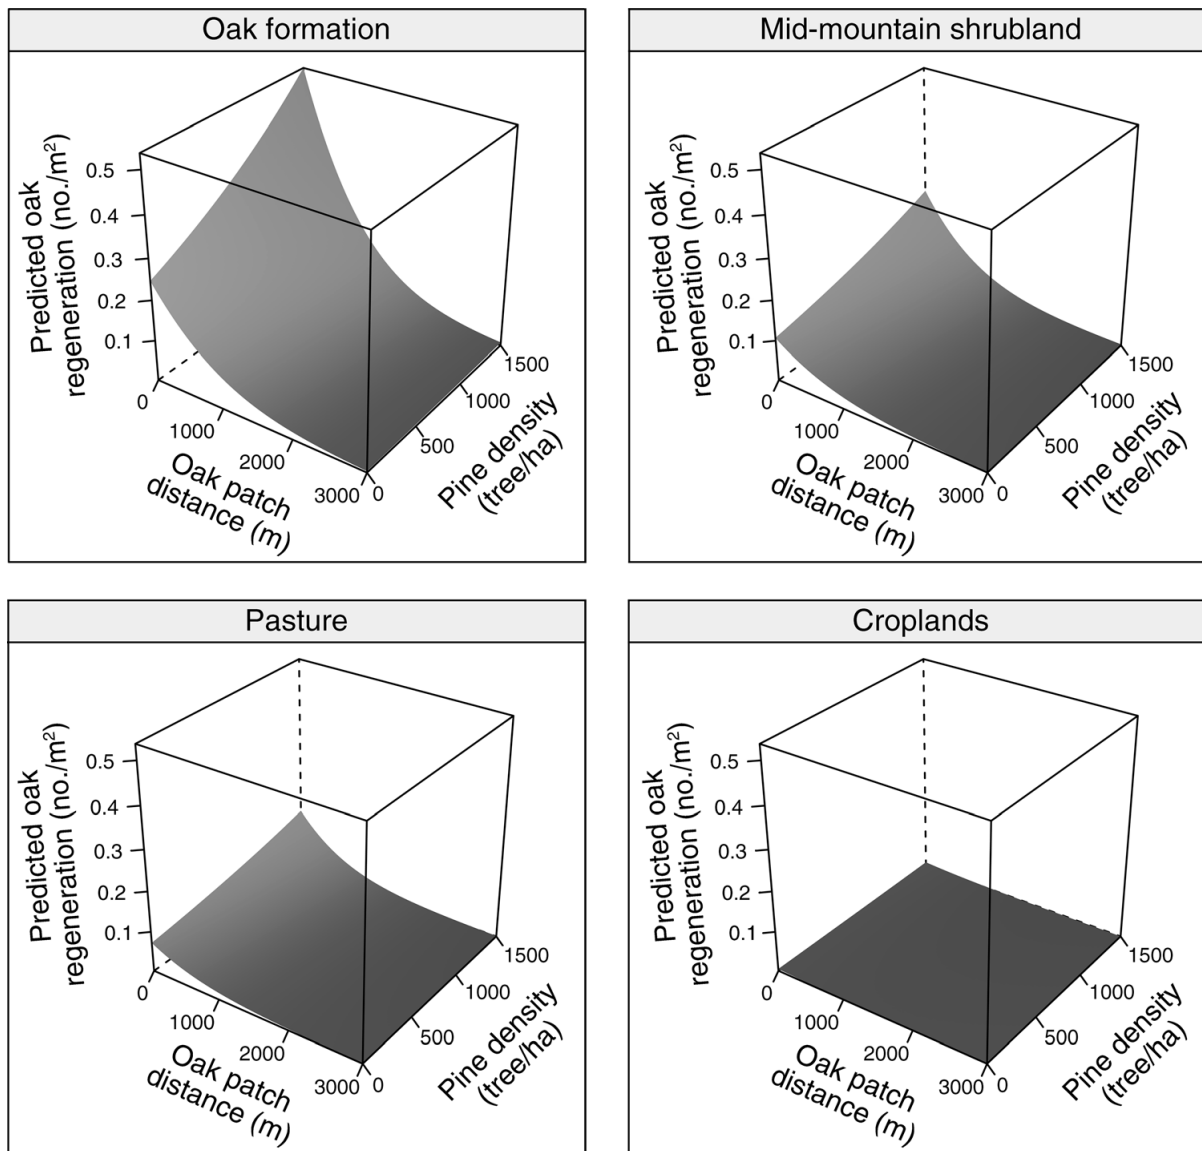 Oak formation
Predicted oak
regeneration (no./m²)
0.5
0.4
0.3
0.2
0.1
0
1000
2000
3000
Oak patch
distance (m)
0
500
1000
1500
Pine density
(tree/ha)
Mid-mountain shrubland
Predicted oak
regeneration (no./m²)
0.5
0.4
0.3
0.2
0.1
0
1000
2000
3000
Oak patch
distance (m)
0
500
1000
1500
Pine density
(tree/ha)
Pasture
Predicted oak
regeneration (no./m²)
0.5
0.4
0.3
0.2
0.1
0
1000
2000
3000
Oak patch
distance (m)
0
500
1000
1500
Pine density
(tree/ha)
Croplands
Predicted oak
regeneration (no./m²)
0.5
0.4
0.3
0.2
0.1
0
1000
2000
3000
Oak patch
distance (m)
0
500
1000
1500
Pine density
(tree/ha)